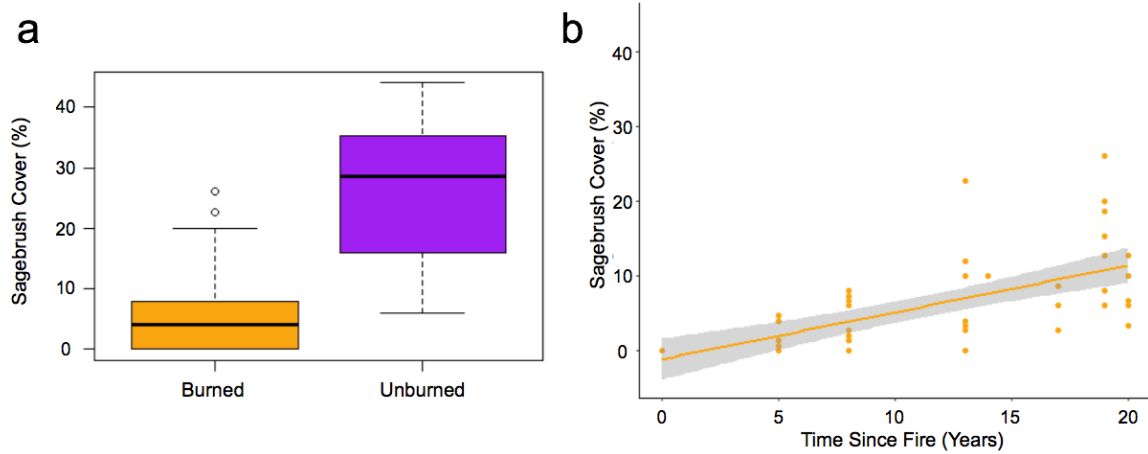 a
Sagebrush Cover (%)
40
30
20
10
0
Burned Unburned
b
Sagebrush Cover (%)
40
30
20
10
0
0 5 10 15 20
Time Since Fire (Years)